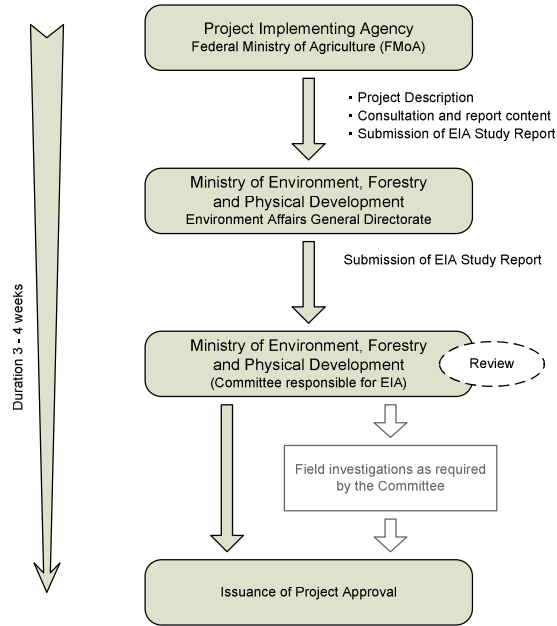 Project Implementing Agency
Federal Ministry of Agriculture (FMoA)
▪ Project Description
▪ Consultation and report content
▪ Submission of EIA Study Report
Ministry of Environment, Forestry
and Physical Development
Environment Affairs General Directorate
Submission of EIA Study Report
Duration 3 - 4 weeks
Ministry of Environment, Forestry
and Physical Development
(Committee responsible for EIA)
Review
Field investigations as required
by the Committee
Issuance of Project Approval